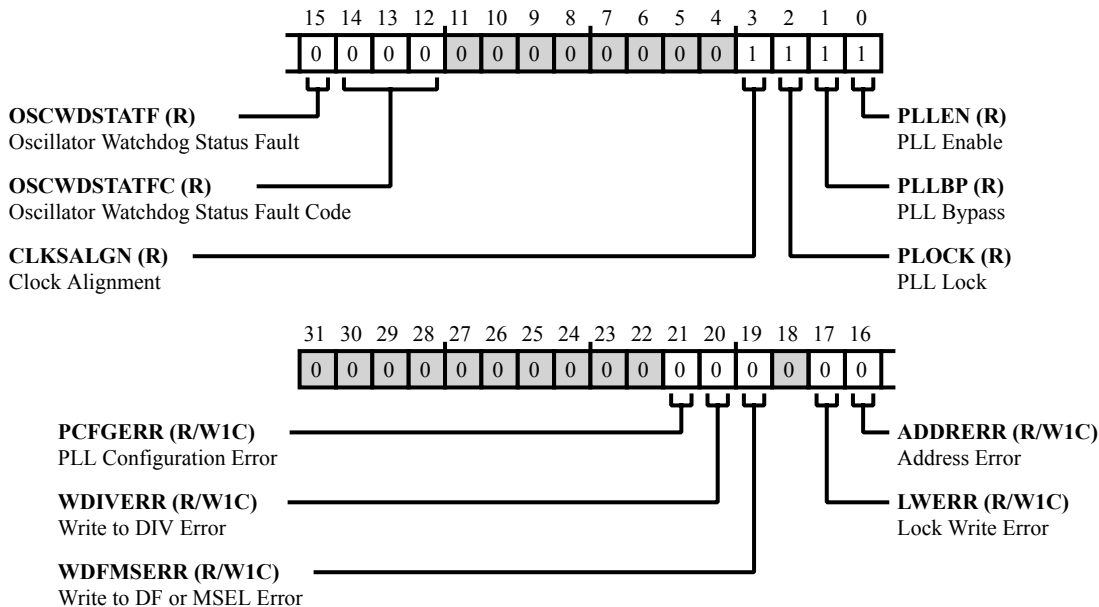 15 14 13 12 11 10 9 8 7 6 5 4 3 2 1 0
0 0 0 0 0 0 0 0 0 0 0 0 1 1 1 1
OSCWDSTATF (R)
Oscillator Watchdog Status Fault
PLLEN (R)
PLL Enable
OSCWDSTATFC (R)
Oscillator Watchdog Status Fault Code
PLLBP (R)
PLL Bypass
CLKSALGN (R)
Clock Alignment
PLOCK (R)
PLL Lock
31 30 29 28 27 26 25 24 23 22 21 20 19 18 17 16
0 0 0 0 0 0 0 0 0 0 0 0 0 0 0 0
PCFGERR (R/W1C)
PLL Configuration Error
ADDRERR (R/W1C)
Address Error
WDIVERR (R/W1C)
Write to DIV Error
LWERR (R/W1C)
Lock Write Error
WDFMSERR (R/W1C)
Write to DF or MSEL Error